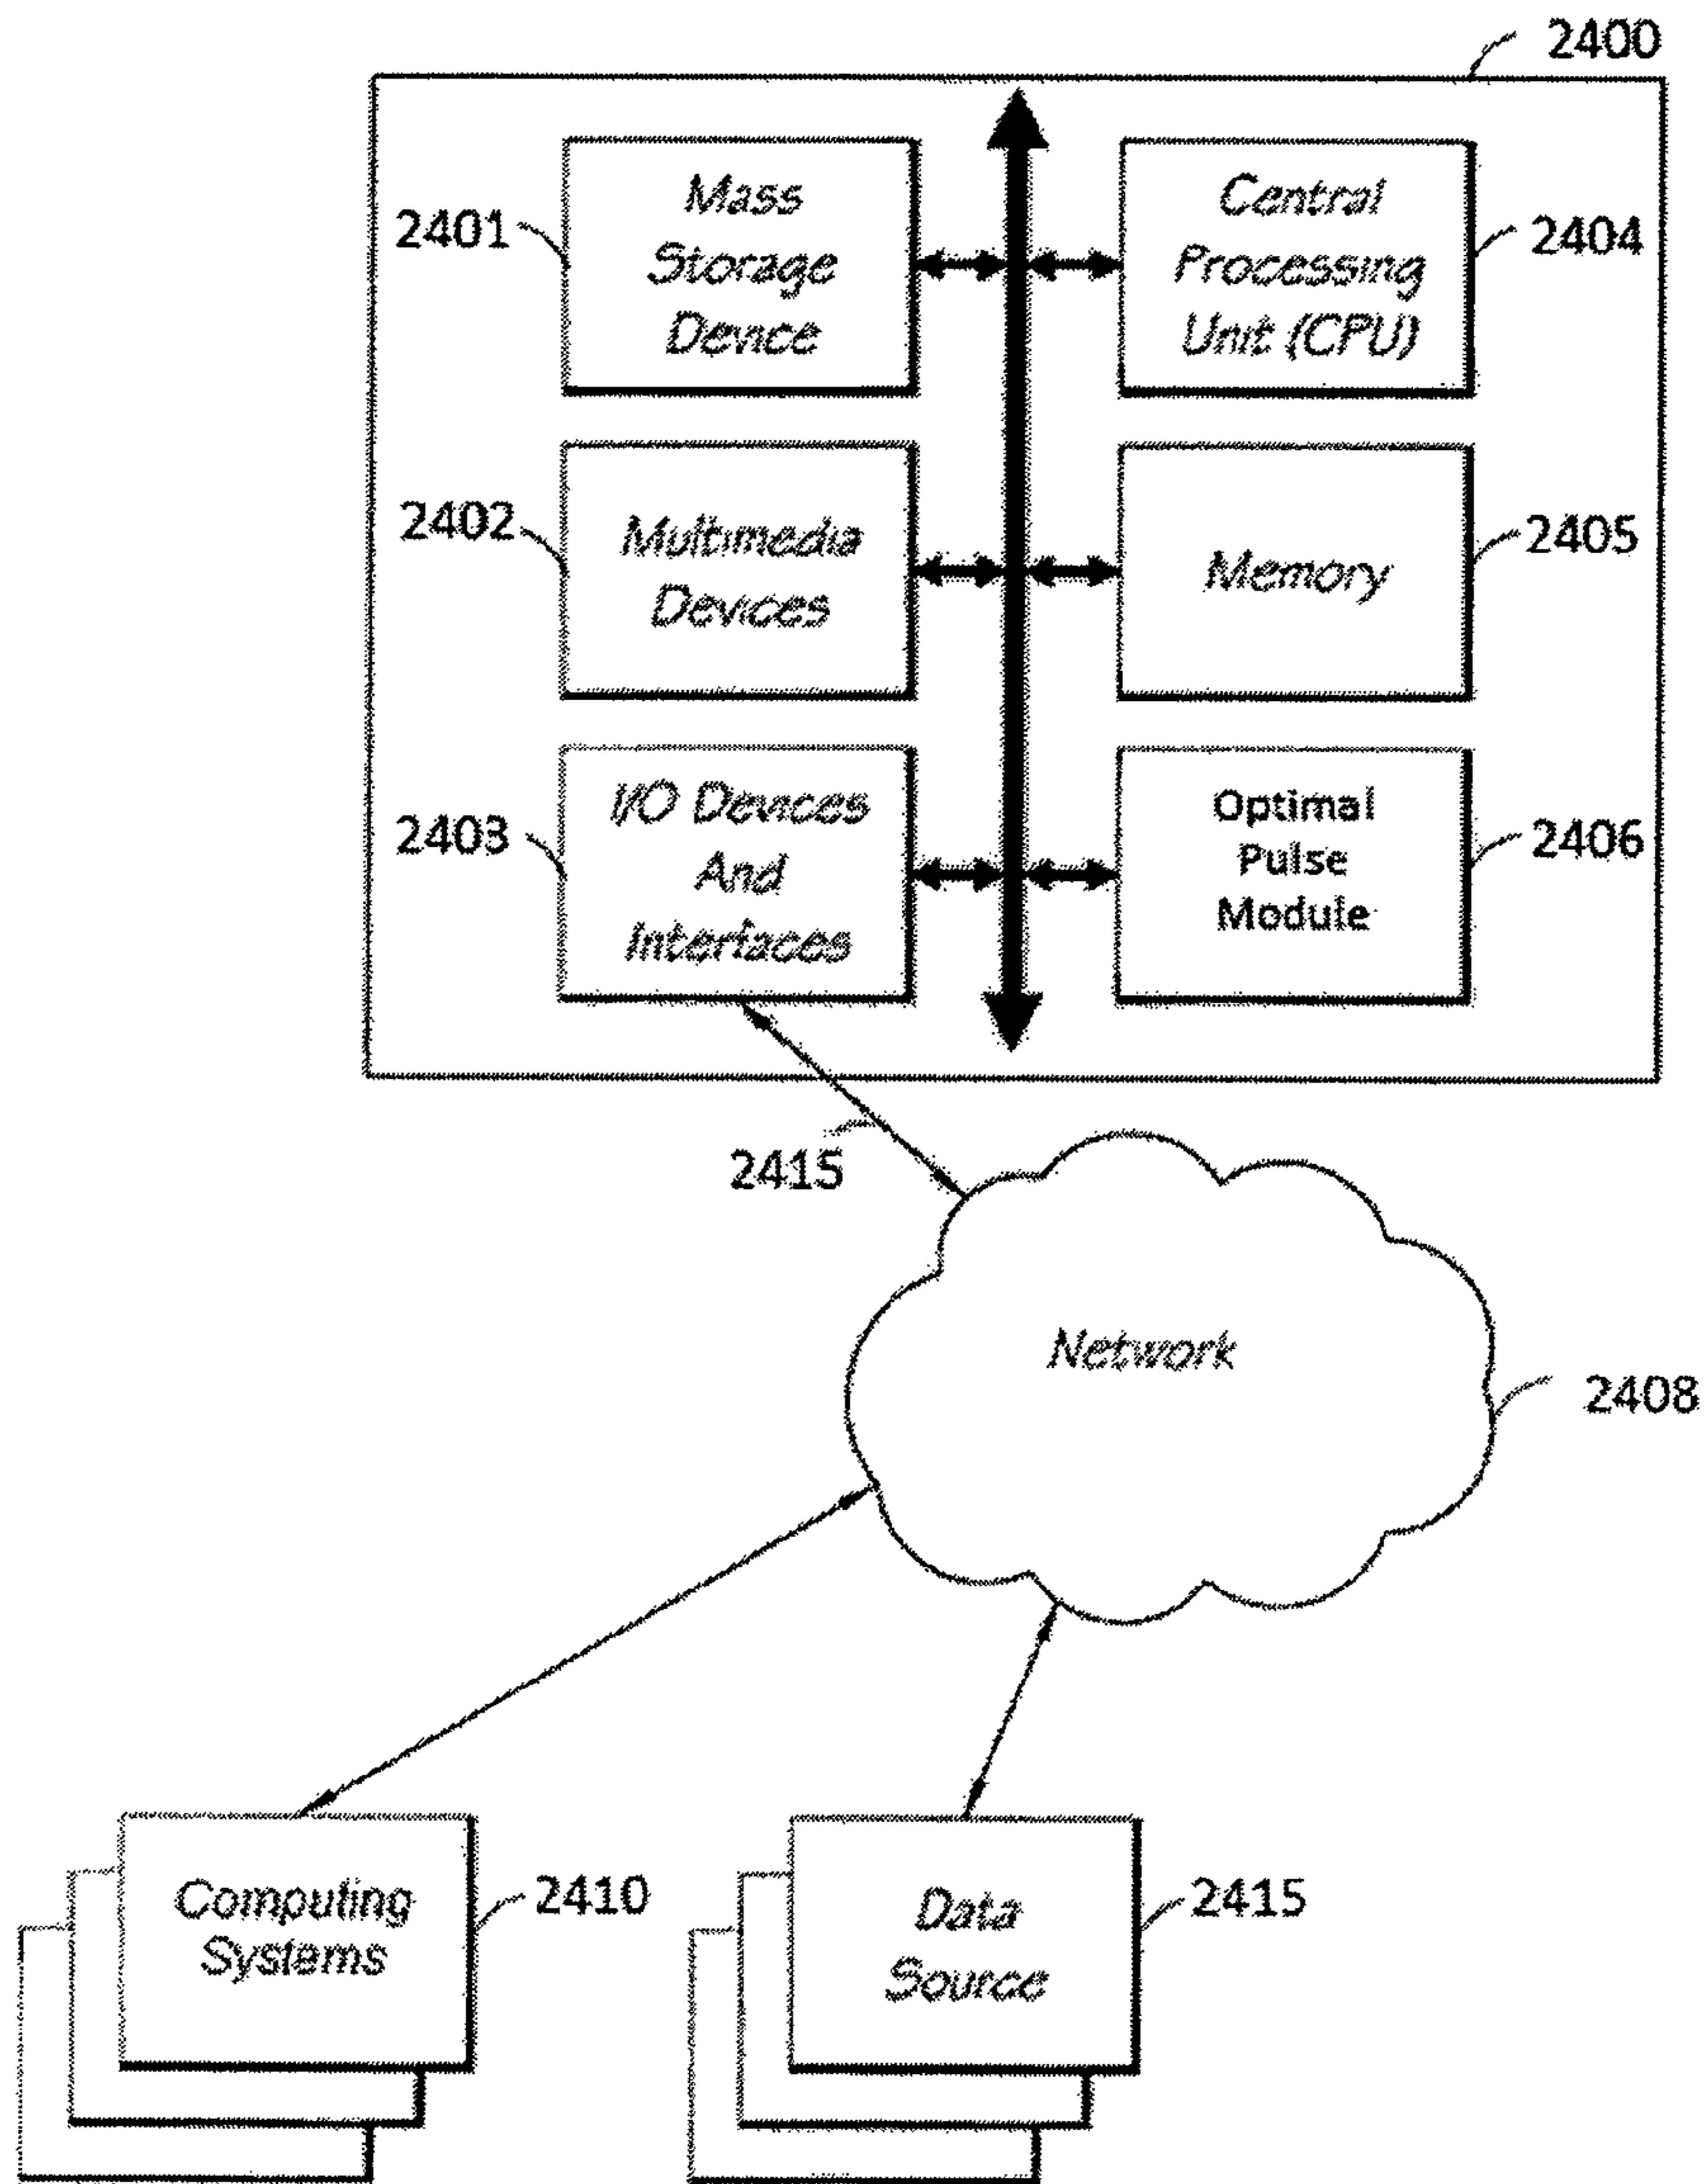 2400
2401
Mass
Storage
Device
Central
Processing
Unit (CPU)
2404
2402
Multimedia
Devices
Memory
2405
2403
I/O Devices
And
Interfaces
Optimal
Pulse
Module
2406
2415
Network
2408
Computing
Systems
2410
Data
Source
2415